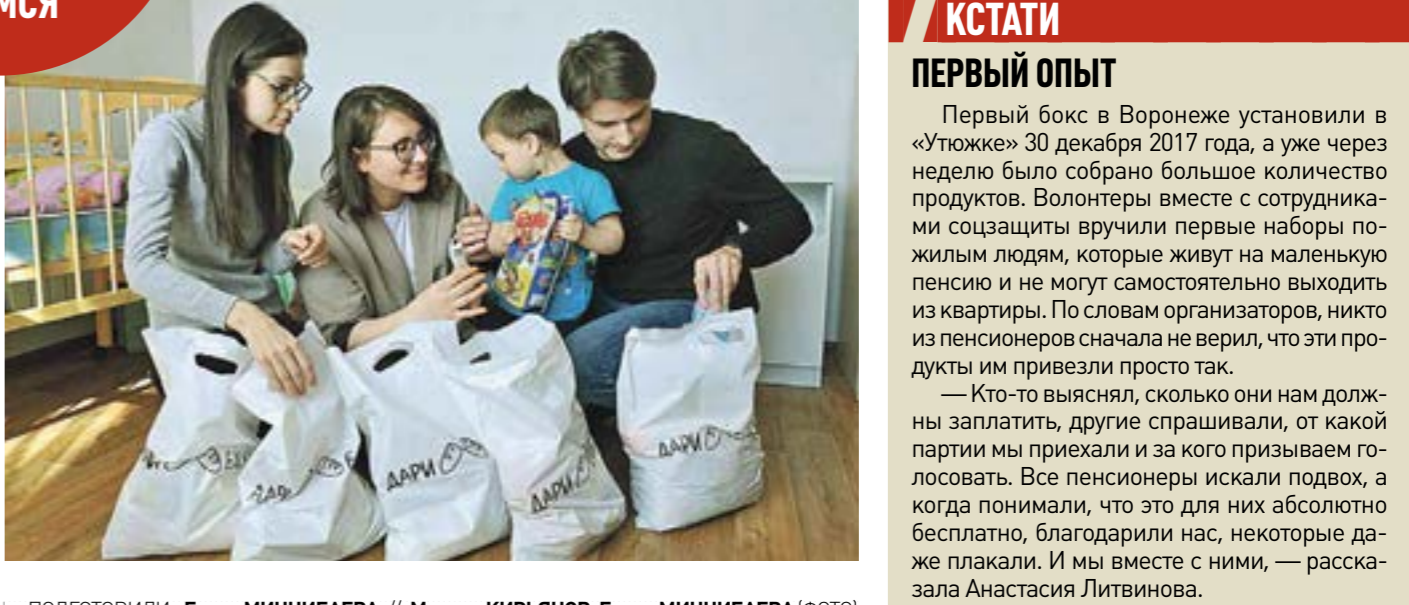 МСЯ
ДАРИ
ДАРИ
ДАРИ
КСТАТИ
ПЕРВЫЙ ОПЫТ
Первый бокс в Воронеже установили в
«Утюжке» 30 декабря 2017 года, а уже через
неделю было собрано большое количество
продуктов. Волонтеры вместе с сотрудника-
ми соцзащиты вручили первые наборы по-
жилым людям, которые живут на маленькую
пенсию и не могут самостоятельно выходить
из квартиры. По словам организаторов, никто
из пенсионеров сначала не верил, что эти про-
дукты им привезли просто так.
— Кто-то выяснял, сколько они нам долж-
ны заплатить, другие спрашивали, от какой
партии мы приехали и за кого призываем го-
лосовать. Все пенсионеры искали подвох, а
когда понимали, что это для них абсолютно
бесплатно, благодарили нас, некоторые да-
же плакали. И мы вместе с ними, — расска-
зала Анастасия Литвинова.